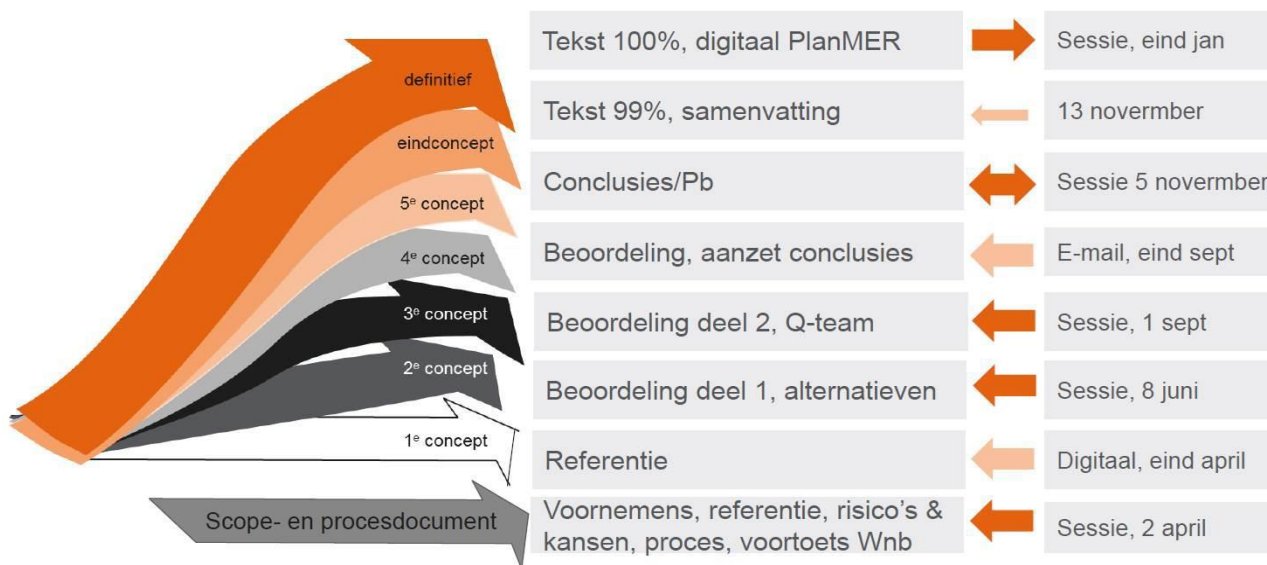 definitief
Tekst 100%, digitaal PlanMER
Sessie, eind jan
eindconcept
Tekst 99%, samenvatting
13 novermber
5e concept
Conclusies/Pb
Sessie 5 novermber
4e concept
Beoordeling, aanzet conclusies
E-mail, eind sept
3e concept
Beoordeling deel 2, Q-team
Sessie, 1 sept
2e concept
Beoordeling deel 1, alternatieven
Sessie, 8 juni
1e concept
Referentie
Digitaal, eind april
Scope- en procesdocument
Voornemens, referentie, risico's &
kansen, proces, voortoets Wnb
Sessie, 2 april